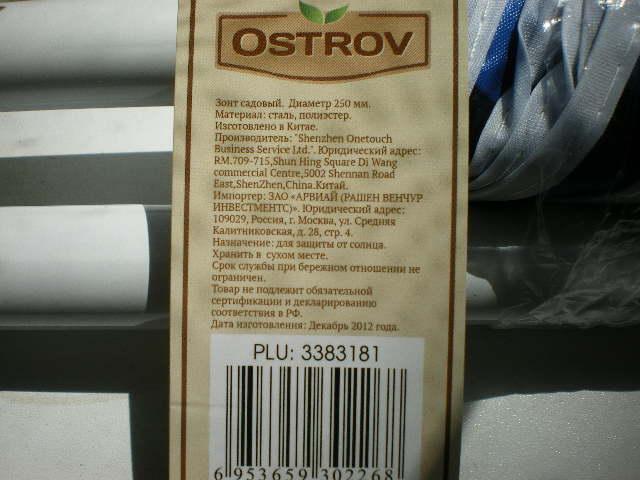 OSTROV
Зонт садовый. Диаметр 250 мм.
Материал: сталь, полиэстер.
Изготовлено в Китае.
Производитель: "Shenzhen Onetouch
Business Service Ltd.". Юридический адрес:
RM.709-715,Shun Hing Square Di Wang
commercial Centre,5002 Shennan Road
East,ShenZhen,China.Китай.
Импортер: ЗАО «АРВИАЙ (РАШЕН ВЕНЧУР
ИНВЕСТМЕНТС)». Юридический адрес:
109029, Россия, г. Москва, ул. Средняя
Калитниковская, д. 28, стр. 4.
Назначение: для защиты от солнца.
Хранить в сухом месте.
Срок службы при бережном отношении не
ограничен.
Товар не подлежит обязательной
сертификации и декларированию
соответствия в РФ.
Дата изготовления: Декабрь 2012 года.
PLU: 3383181
6 953659 302268